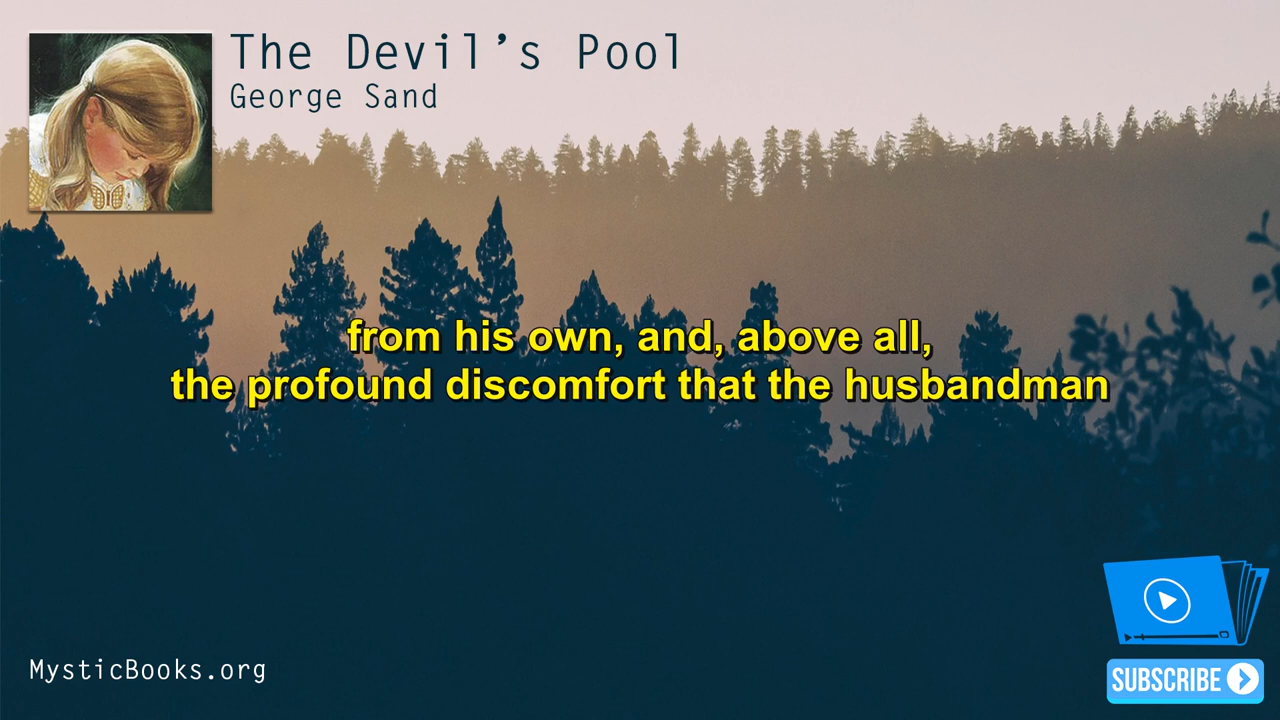 The Devil's Pool
George Sand
from his own, and, above all,
the profound discomfort that the husbandman
MysticBooks.org
SUBSCRIBE